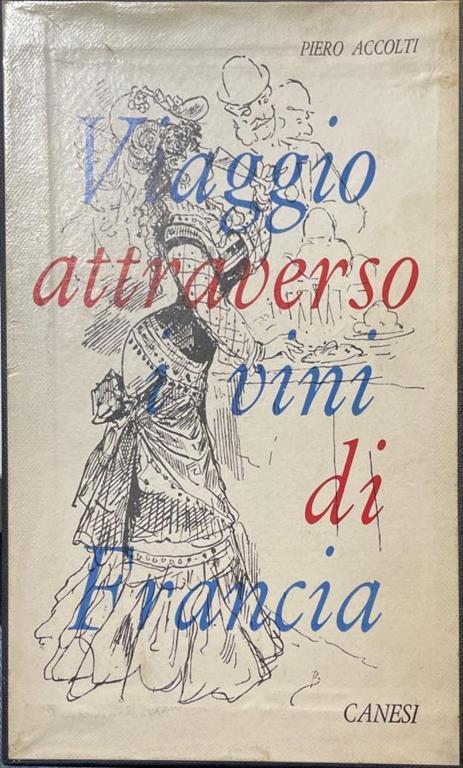 PIERO ACCOLTI
Viaggio
attraverso
i vini
di
Francia
B
CANESI